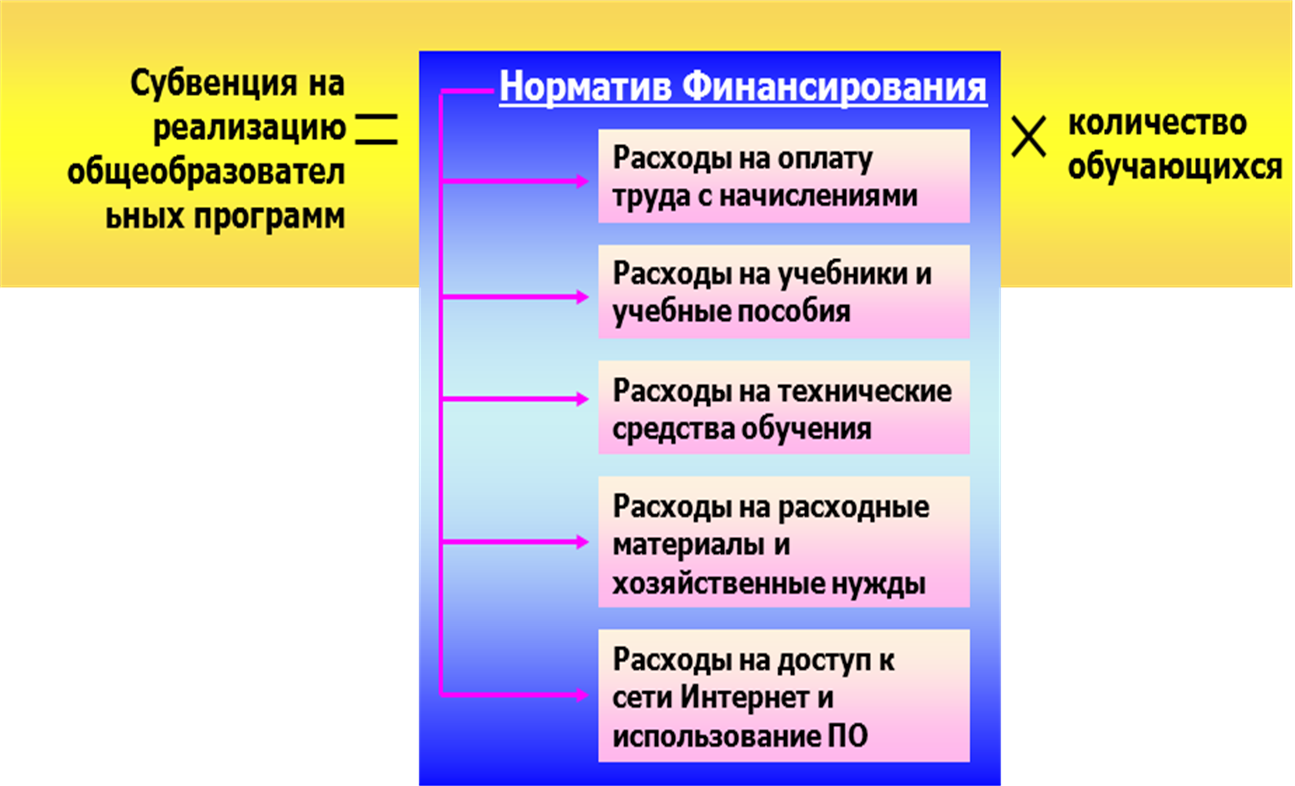 Субвенция на
реализацию
общеобразовател
ьных программ
=
Норматив Финансирования
Расходы на оплату
труда с начислениями
Расходы на учебники и
учебные пособия
Расходы на технические
средства обучения
Расходы на расходные
материалы и
хозяйственные нужды
Расходы на доступ к
сети Интернет и
использование ПО
×
количество
обучающихся